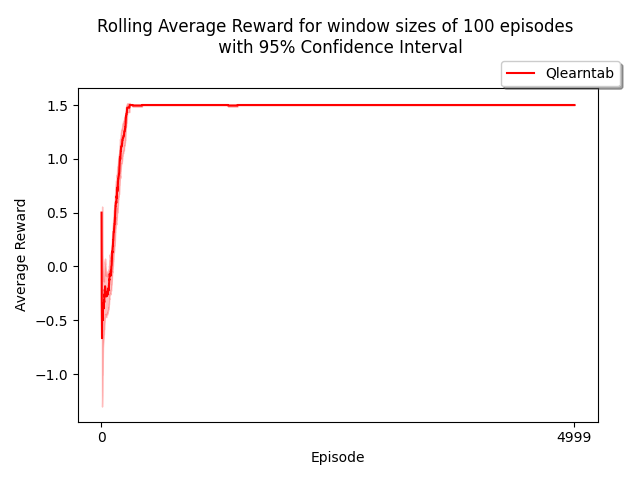 Rolling Average Reward for window sizes of 100 episodes
with 95% Confidence Interval
Qlearntab
1.5
1.0
0.5
0.0
−0.5
−1.0
Average Reward
0
4999
Episode